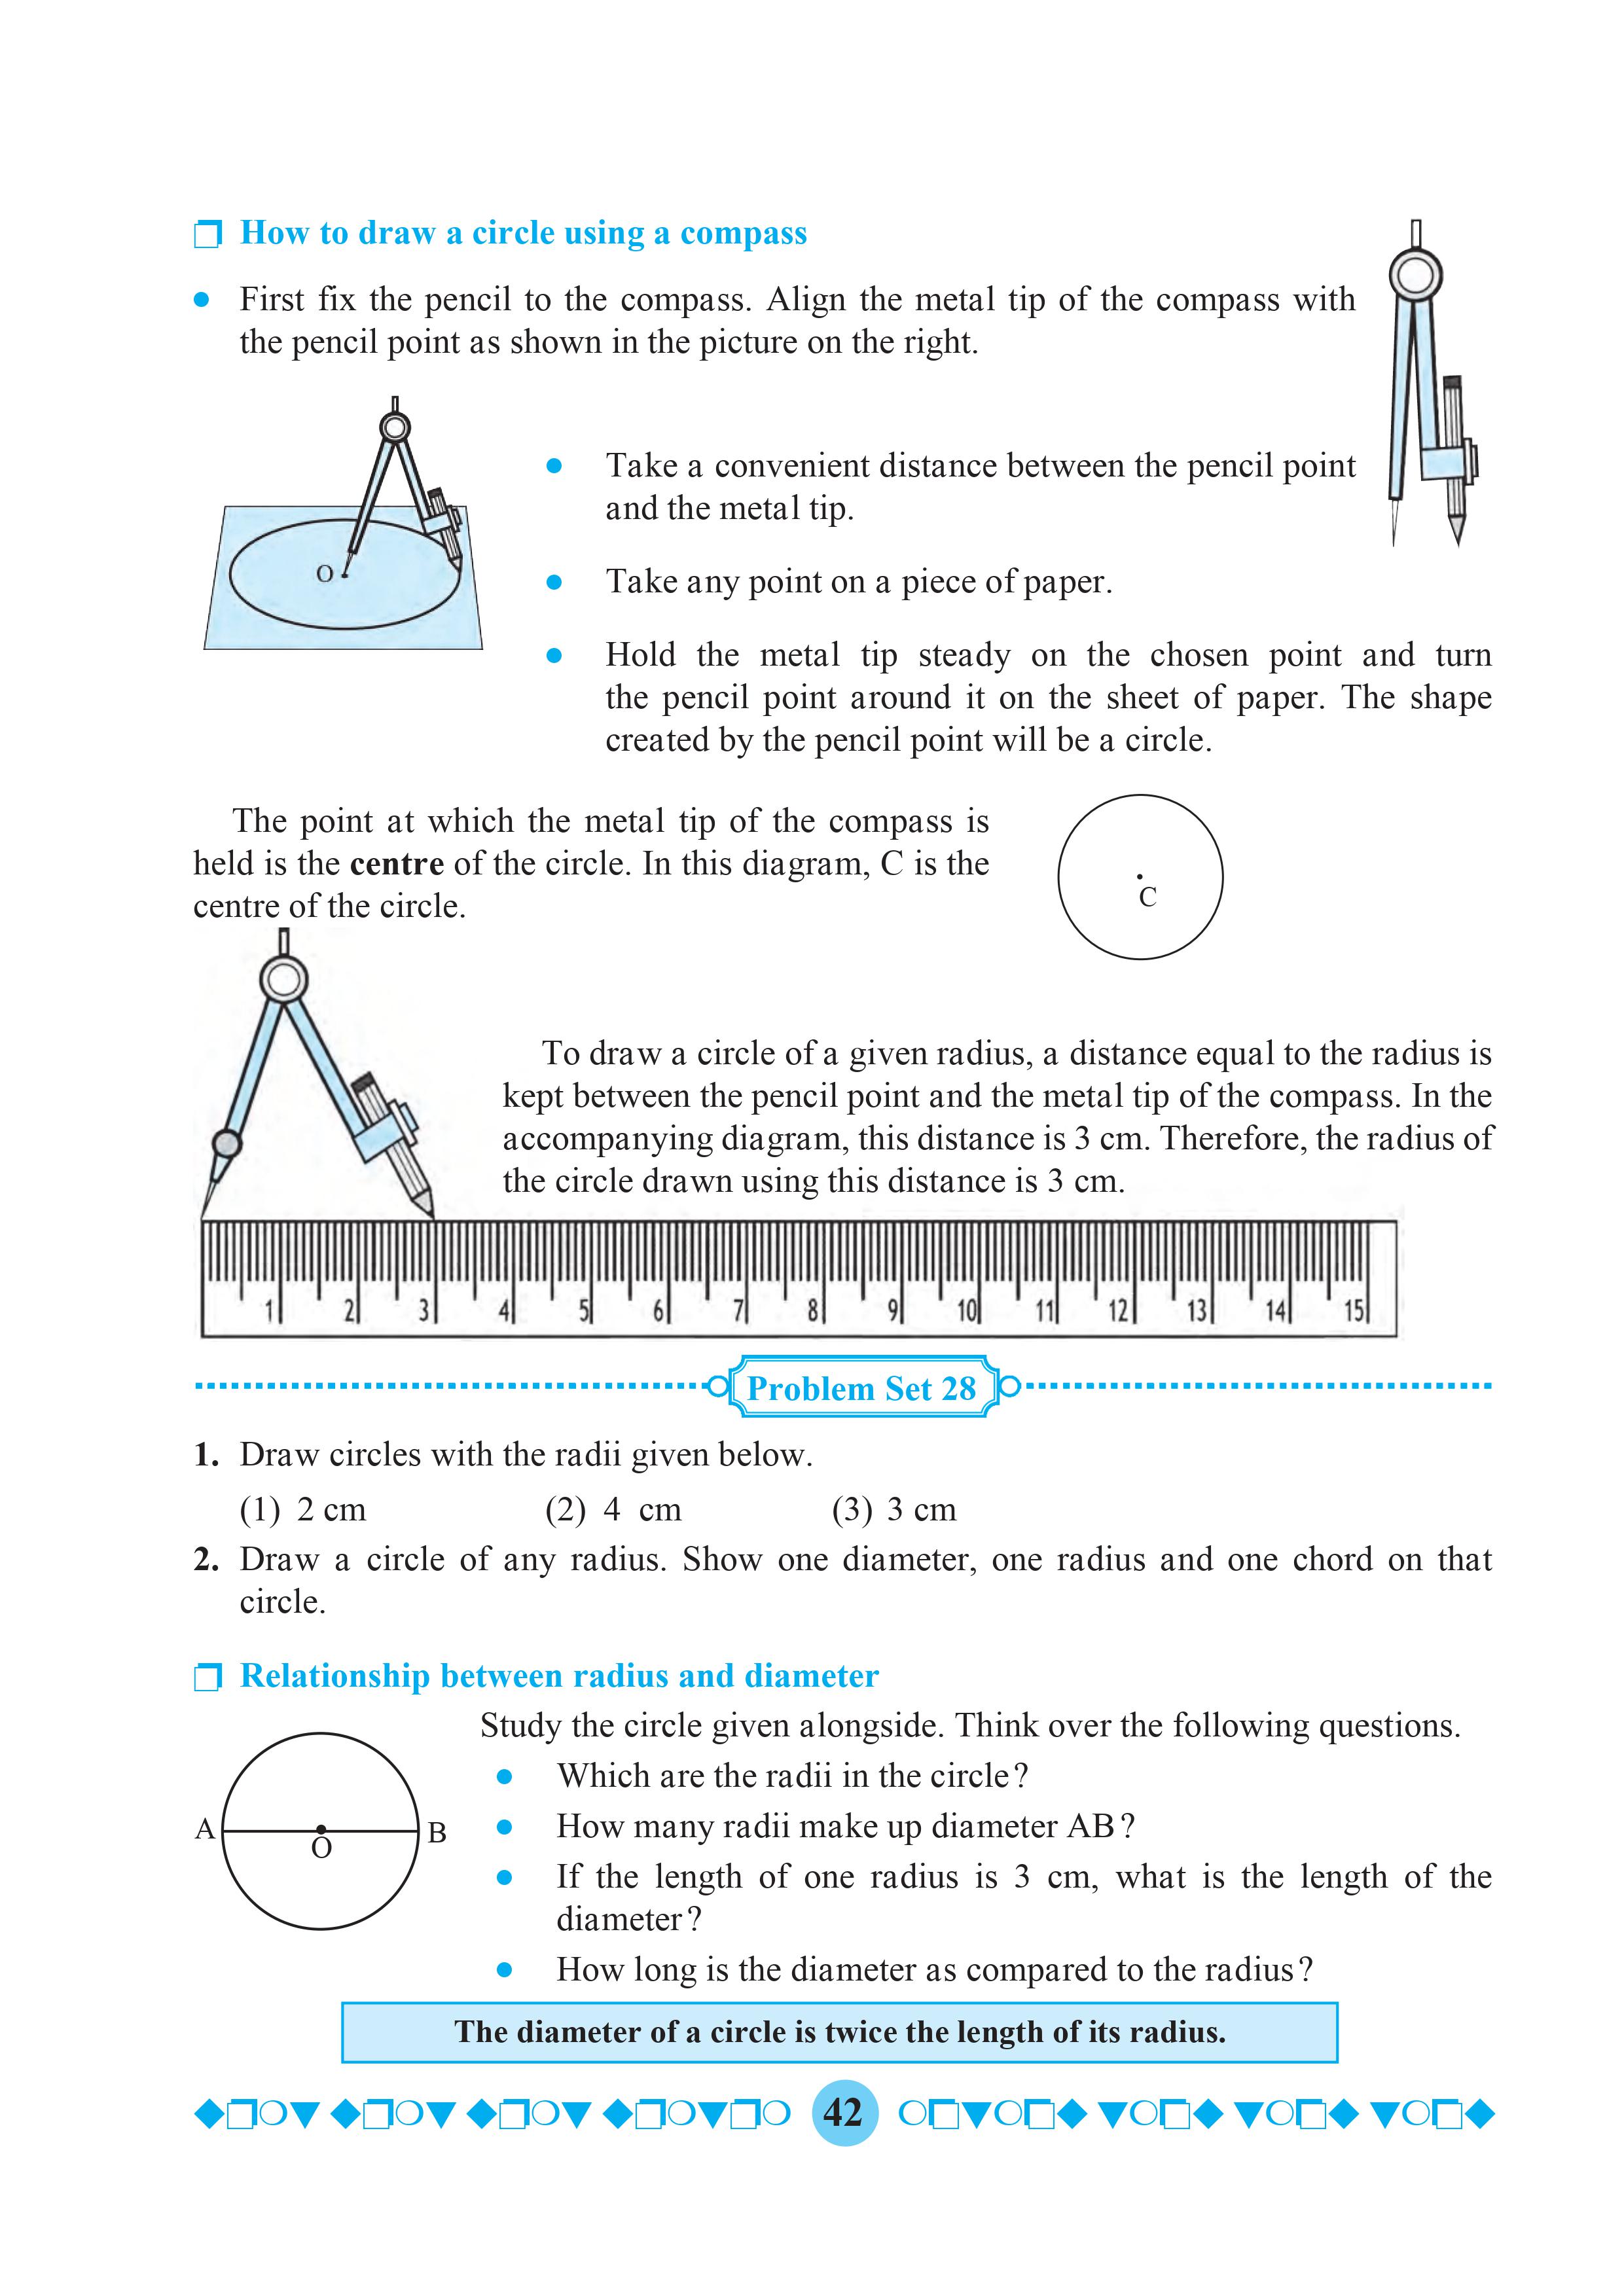 How to draw a circle using a compass
First fix the pencil to the compass. Align the metal tip of the compass with
the pencil point as shown in the picture on the right.
Take a convenient distance between the pencil point
and the metal tip.
O
Take any point on a piece of paper.
Hold the metal tip steady on the chosen point and turn
the pencil point around it on the sheet of paper. The shape
created by the pencil point will be a circle.
The point at which the metal tip of the compass is
held is the centre of the circle. In this diagram, C is the
centre of the circle.
C
To draw a circle of a given radius, a distance equal to the radius is
kept between the pencil point and the metal tip of the compass. In the
accompanying diagram, this distance is 3 cm. Therefore, the radius of
the circle drawn using this distance is 3 cm.
1 2 3 4 5 6 7 8 9 10 11 12 13 14 15
Problem Set 28
1. Draw circles with the radii given below.
(1) 2 cm (2) 4 cm (3) 3 cm
2. Draw a circle of any radius. Show one diameter, one radius and one chord on that
circle.
Relationship between radius and diameter
Study the circle given alongside. Think over the following questions.
Which are the radii in the circle?
A O B
How many radii make up diameter AB?
If the length of one radius is 3 cm, what is the length of the
diameter?
How long is the diameter as compared to the radius?
The diameter of a circle is twice the length of its radius.
42